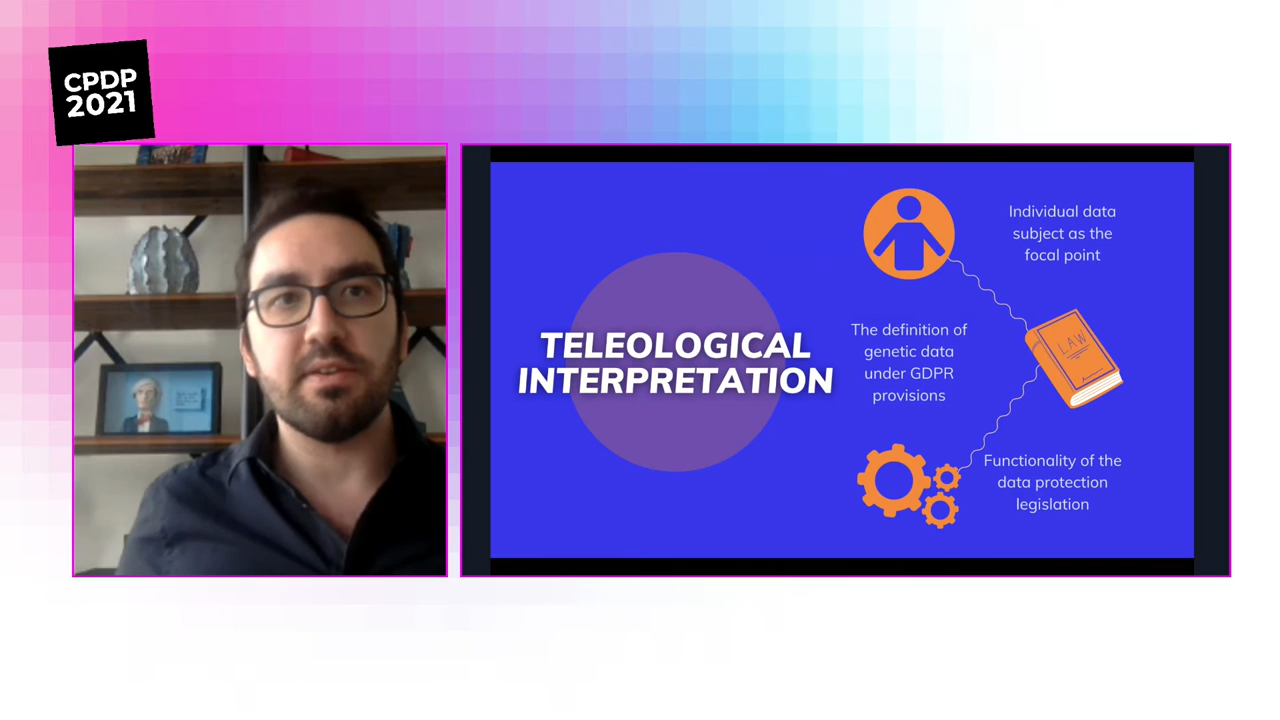 CPDP
2021
TELEOLOGICAL
INTERPRETATION
Individual data
subject as the
focal point
The definition of
genetic data
under GDPR
provisions
LAW
Functionality of the
data protection
legislation